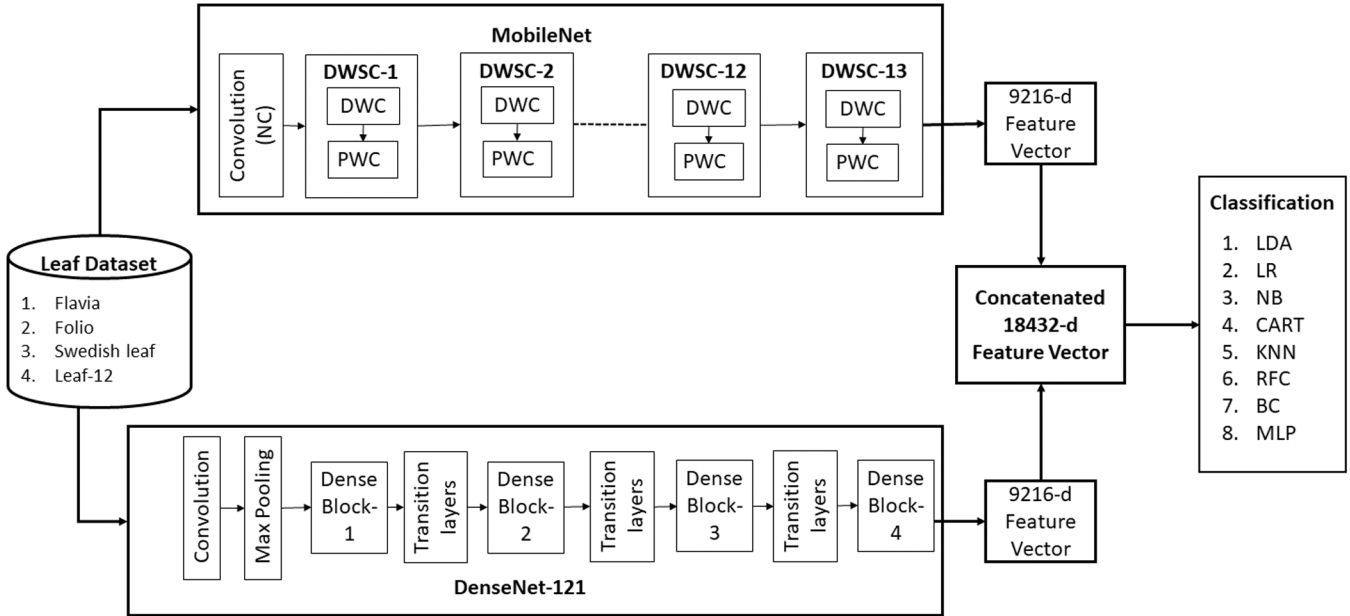 MobileNet
Convolution
(NC)
DWSC-1
DWC
PWC
DWSC-2
DWC
PWC
DWSC-12
DWC
PWC
DWSC-13
DWC
PWC
9216-d
Feature
Vector
Leaf Dataset
1. Flavia
2. Folio
3. Swedish leaf
4. Leaf-12
Concatenated
18432-d
Feature Vector
Classification
1. LDA
2. LR
3. NB
4. CART
5. KNN
6. RFC
7. BC
8. MLP
Convolution
Max Pooling
Dense
Block-
1
Transition
layers
Dense
Block-
2
Transition
layers
Dense
Block-
3
Transition
layers
Dense
Block-
4
9216-d
Feature
Vector
DenseNet-121